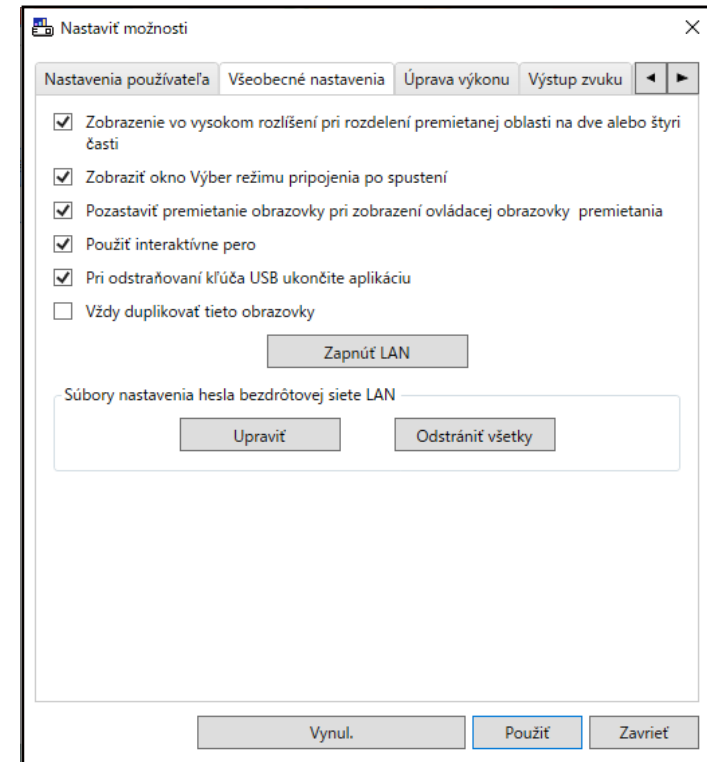 Nastaviť možnosti
Nastavenia používateľa Všeobecné nastavenia Úprava výkonu Výstup zvuku
Zobrazenie vo vysokom rozlíšení pri rozdelení premietanej oblasti na dve alebo štyri
časti
Zobraziť okno Výber režimu pripojenia po spustení
Pozastaviť premietanie obrazovky pri zobrazení ovládacej obrazovky premietania
Použiť interaktívne pero
Pri odstraňovaní kľúča USB ukončite aplikáciu
Vždy duplikovať tieto obrazovky
Zapnúť LAN
Súbory nastavenia hesla bezdrôtovej siete LAN
Upraviť Odstrániť všetky
Vynul. Použiť Zavrieť